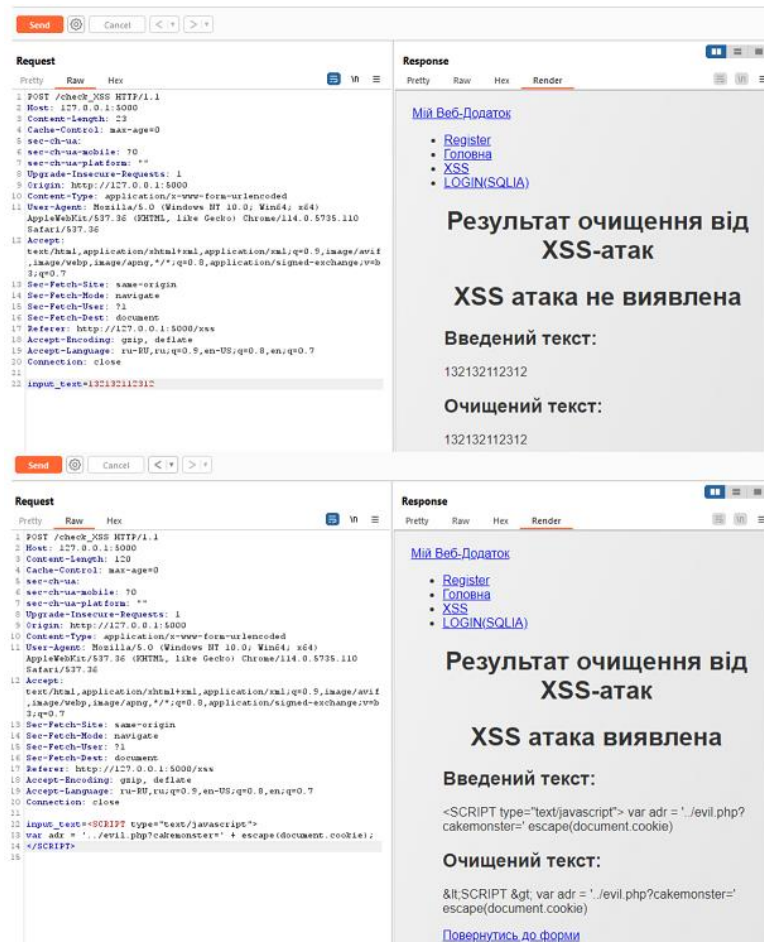 Send Cancel < >
Request
Pretty Raw Hex \n
1 POST /check_XSS HTTP/1.1
2 Host: 127.0.0.1:5000
3 Content-Length: 23
4 Cache-Control: max-age=0
5 sec-ch-ua:
6 sec-ch-ua-mobile: ?0
7 sec-ch-ua-platform: ""
8 Upgrade-Insecure-Requests: 1
9 Origin: http://127.0.0.1:5000
10 Content-Type: application/x-www-form-urlencoded
11 User-Agent: Mozilla/5.0 (Windows NT 10.0; Win64; x64)
AppleWebKit/537.36 (KHTML, like Gecko) Chrome/114.0.5735.110
Safari/537.36
12 Accept:
text/html,application/xhtml+xml,application/xml;q=0.9,image/avif
,image/webp,image/apng,*/*;q=0.8,application/signed-exchange;v=b
3;q=0.7
13 Sec-Fetch-Site: same-origin
14 Sec-Fetch-Mode: navigate
15 Sec-Fetch-User: ?1
16 Sec-Fetch-Dest: document
17 Referer: http://127.0.0.1:5000/xss
18 Accept-Encoding: gzip, deflate
19 Accept-Language: ru-RU,ru;q=0.9,en-US;q=0.8,en;q=0.7
20 Connection: close
21
22 input_text=132132112312
Response
Pretty Raw Hex Render \n
Мій Веб-Додаток
Register
Головна
XSS
LOGIN(SQLIA)
Результат очищення від
XSS-атак
XSS атака не виявлена
Введений текст:
132132112312
Очищений текст:
132132112312
Send Cancel < >
Request
Pretty Raw Hex \n
1 POST /check_XSS HTTP/1.1
2 Host: 127.0.0.1:5000
3 Content-Length: 128
4 Cache-Control: max-age=0
5 sec-ch-ua:
6 sec-ch-ua-mobile: ?0
7 sec-ch-ua-platform: ""
8 Upgrade-Insecure-Requests: 1
9 Origin: http://127.0.0.1:5000
10 Content-Type: application/x-www-form-urlencoded
11 User-Agent: Mozilla/5.0 (Windows NT 10.0; Win64; x64)
AppleWebKit/537.36 (KHTML, like Gecko) Chrome/114.0.5735.110
Safari/537.36
12 Accept:
text/html,application/xhtml+xml,application/xml;q=0.9,image/avif
,image/webp,image/apng,*/*;q=0.8,application/signed-exchange;v=b
3;q=0.7
13 Sec-Fetch-Site: same-origin
14 Sec-Fetch-Mode: navigate
15 Sec-Fetch-User: ?1
16 Sec-Fetch-Dest: document
17 Referer: http://127.0.0.1:5000/xss
18 Accept-Encoding: gzip, deflate
19 Accept-Language: ru-RU,ru;q=0.9,en-US;q=0.8,en;q=0.7
20 Connection: close
21
12 input_text=<SCRIPT type="text/javascript">
13 var adr = '../evil.php?cakemonster=' + escape(document.cookie);
14 </SCRIPT>
15
Response
Pretty Raw Hex Render \n
Мій Веб-Додаток
Register
Головна
XSS
LOGIN(SQLIA)
Результат очищення від
XSS-атак
XSS атака виявлена
Введений текст:
<SCRIPT type="text/javascript"> var adr = '../evil.php?
cakemonster=' escape(document.cookie)
Очищений текст:
&lt;SCRIPT &gt; var adr = '../evil.php?cakemonster='
escape(document.cookie)
Повернутись до форми